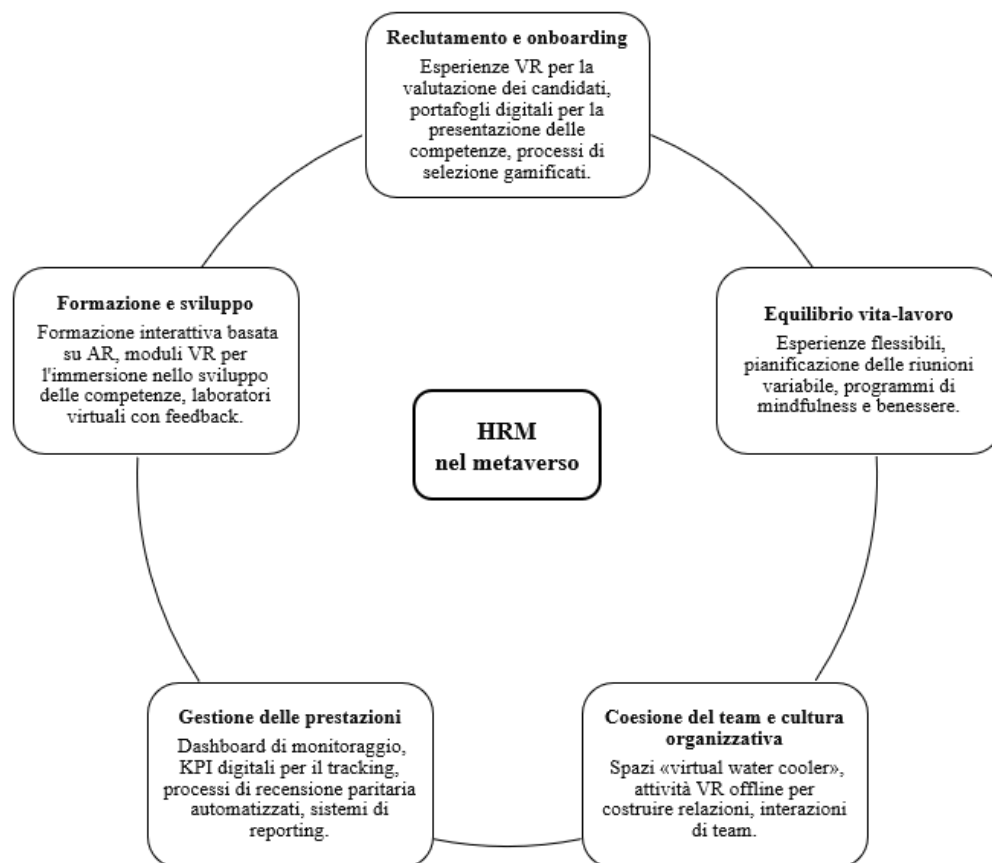 Reclutamento e onboarding
Esperienze VR per la
valutazione dei candidati,
portafogli digitali per la
presentazione delle
competenze, processi di
selezione gamificati.
Formazione e sviluppo
Formazione interattiva basata
su AR, moduli VR per
l'immersione nello sviluppo
delle competenze, laboratori
virtuali con feedback.
Equilibrio vita-lavoro
Esperienze flessibili,
pianificazione delle riunioni
variabile, programmi di
mindfulness e benessere.
HRM
nel metaverso
Gestione delle prestazioni
Dashboard di monitoraggio,
KPI digitali per il tracking,
processi di recensione paritaria
automatizzati, sistemi di
reporting.
Coesione del team e cultura
organizzativa
Spazi «virtual water cooler»,
attività VR offline per
costruire relazioni, interazioni
di team.